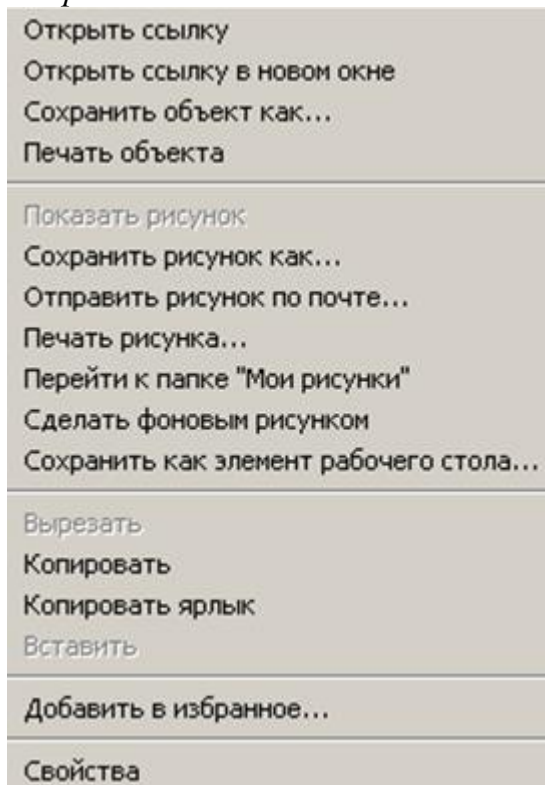 Открыть ссылку
Открыть ссылку в новом окне
Сохранить объект как...
Печать объекта
Показать рисунок
Сохранить рисунок как...
Отправить рисунок по почте...
Печать рисунка...
Перейти к папке "Мои рисунки"
Сделать фоновым рисунком
Сохранить как элемент рабочего стола...
Вырезать
Копировать
Копировать ярлык
Вставить
Добавить в избранное...
Свойства